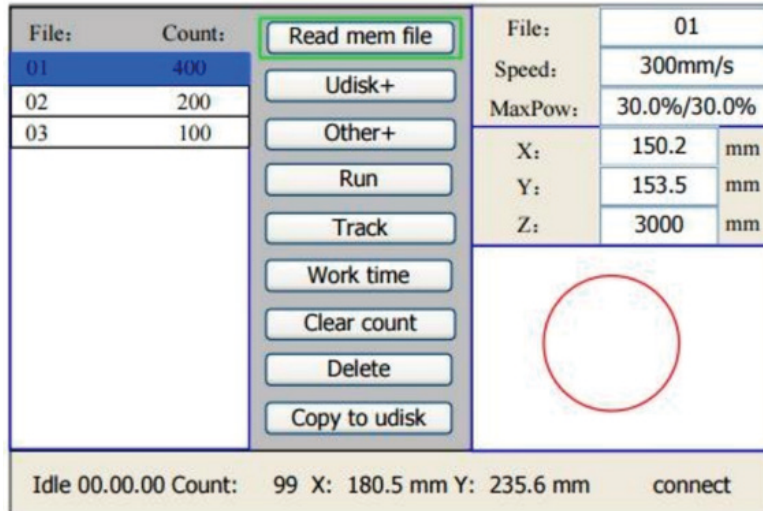 File: Count:
01 400
02 200
03 100
Read mem file
Udisk+
Other+
Run
Track
Work time
Clear count
Delete
Copy to udisk
File: 01
Speed: 300mm/s
MaxPow: 30.0%/30.0%
X: 150.2 mm
Y: 153.5 mm
Z: 3000 mm
Idle 00.00.00 Count: 99 X: 180.5 mm Y: 235.6 mm connect